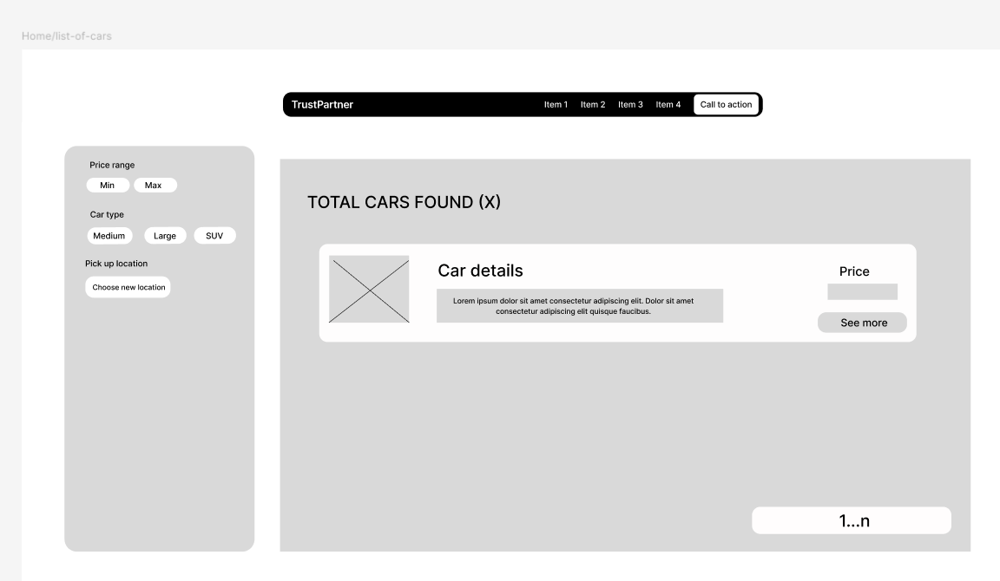 Home/list-of-cars
TrustPartner
Item 1 Item 2 Item 3 Item 4 Call to action
Price range
Min Max
Car type
Medium Large SUV
Pick up location
Choose new location
TOTAL CARS FOUND (X)
Car details
Lorem ipsum dolor sit amet consectetur adipiscing elit. Dolor sit amet
consectetur adipiscing elit quisque faucibus.
Price
See more
1...n